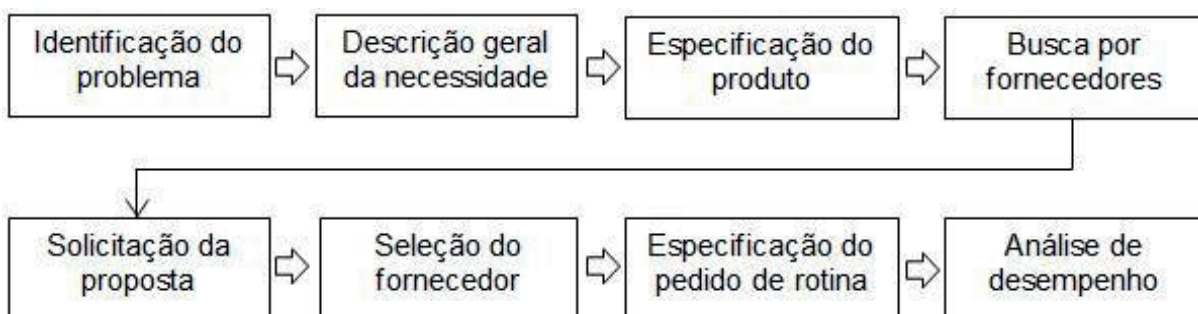 Identificação do
problema
Descrição geral
da necessidade
Especificação do
produto
Busca por
fornecedores
Solicitação da
proposta
Seleção do
fornecedor
Especificação do
pedido de rotina
Análise de
desempenho